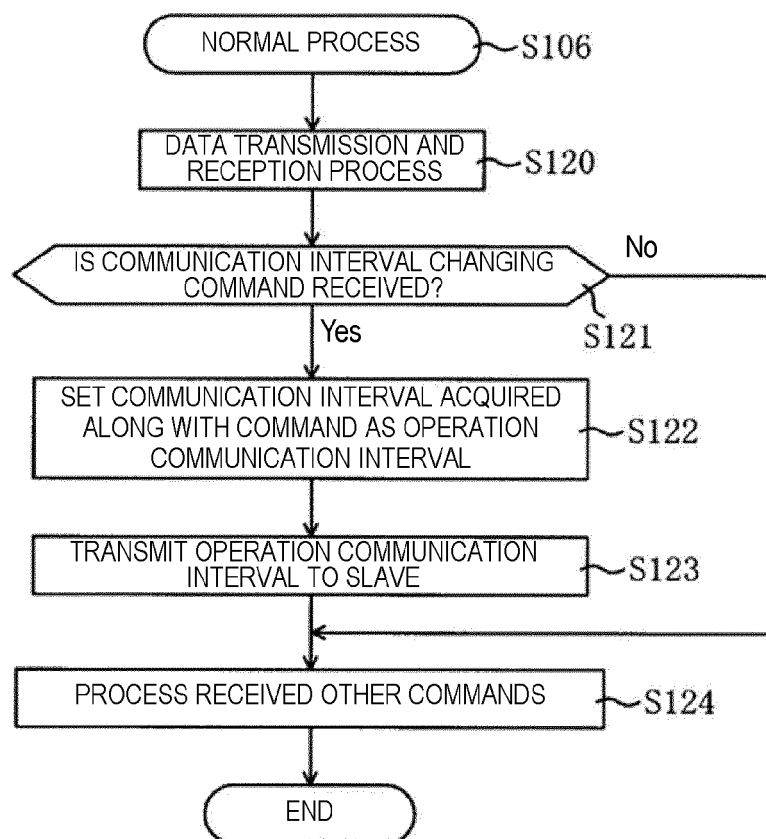 NORMAL PROCESS
S106
DATA TRANSMISSION AND
RECEPTION PROCESS
S120
IS COMMUNICATION INTERVAL CHANGING
COMMAND RECEIVED?
No
S121
Yes
SET COMMUNICATION INTERVAL ACQUIRED
ALONG WITH COMMAND AS OPERATION
COMMUNICATION INTERVAL
S122
TRANSMIT OPERATION COMMUNICATION
INTERVAL TO SLAVE
S123
PROCESS RECEIVED OTHER COMMANDS
S124
END